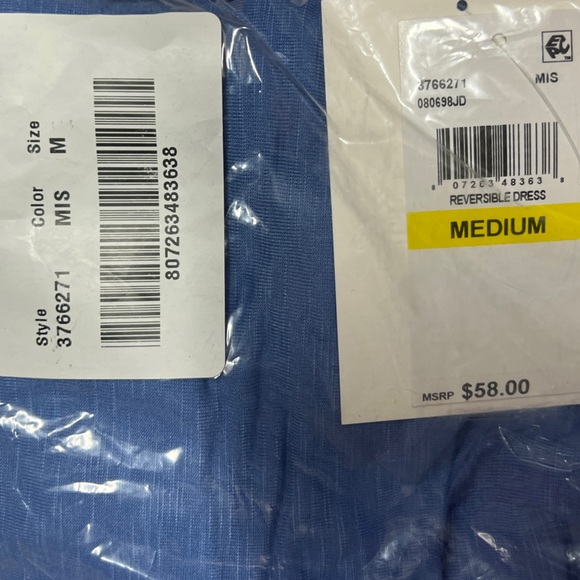 Style Color Size
3766271 MIS M
807263483638
3766271 MIS
080698JD
8 07263 48363 8
REVERSIBLE DRESS
MEDIUM
MSRP $58.00